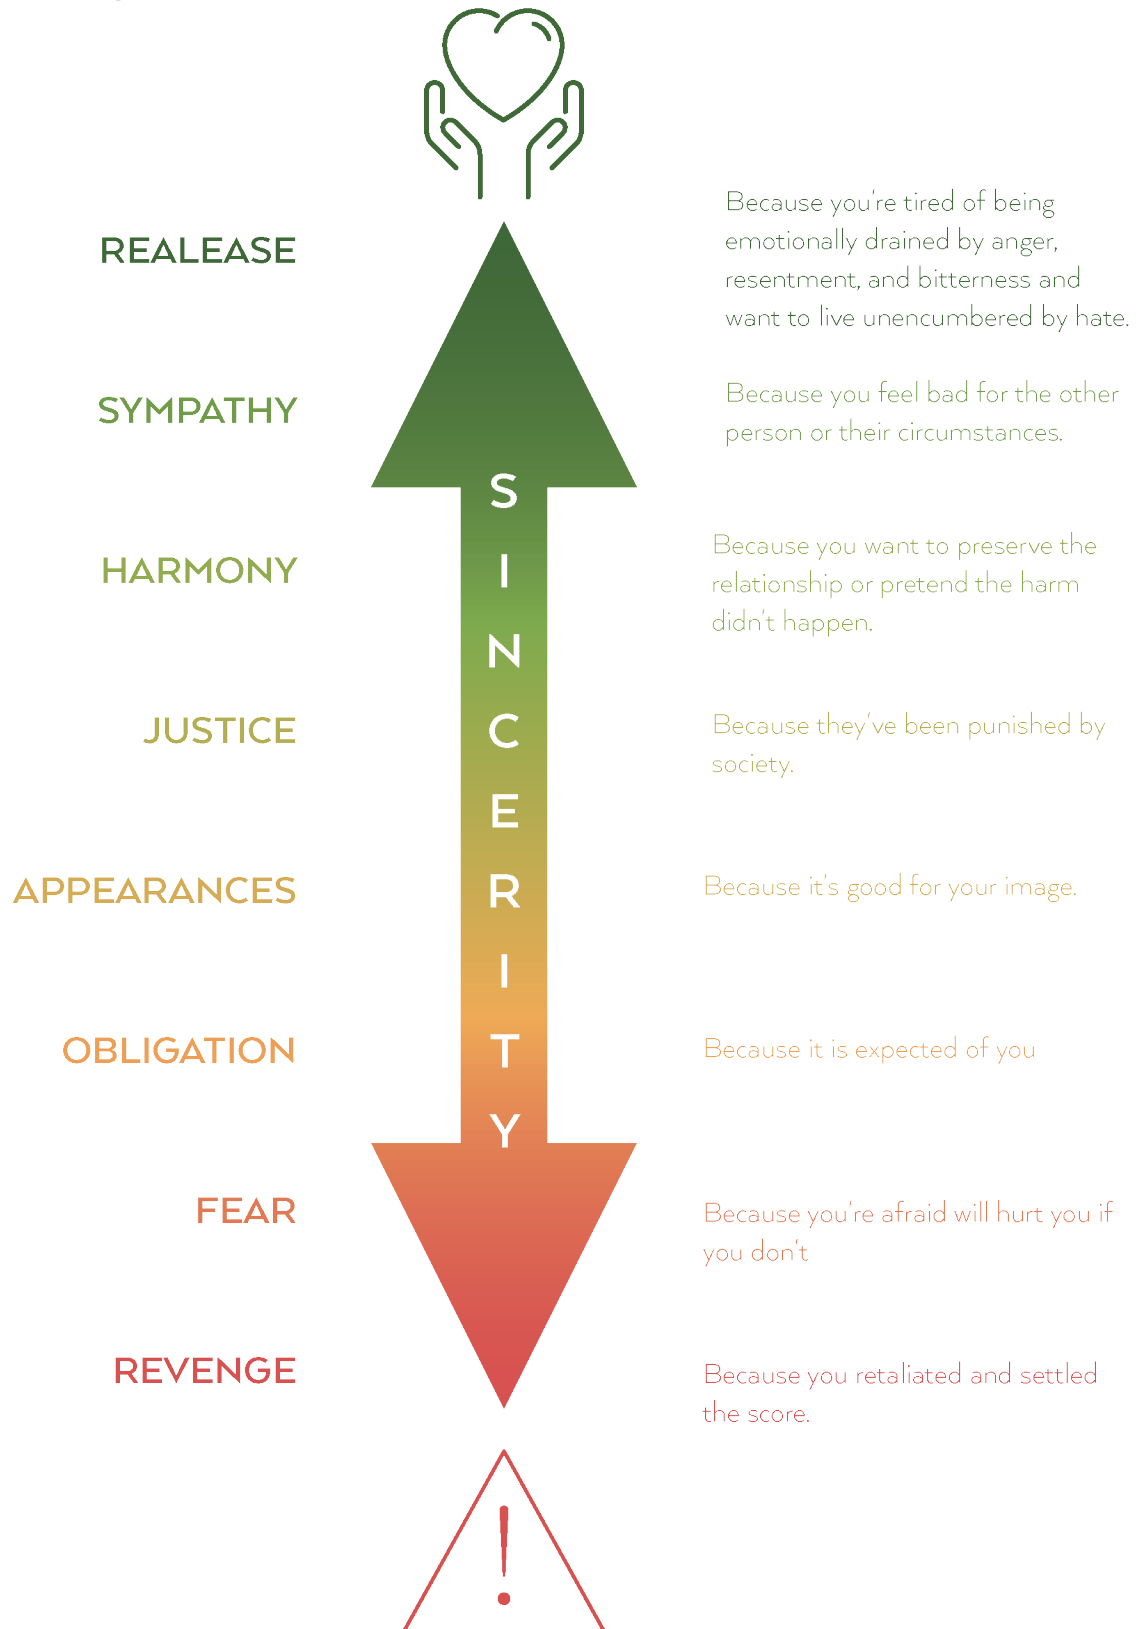 REALEASE
Because you're tired of being
emotionally drained by anger,
resentment, and bitterness and
want to live unencumbered by hate.
SYMPATHY
Because you feel bad for the other
person or their circumstances.
HARMONY
Because you want to preserve the
relationship or pretend the harm
didn't happen.
JUSTICE
Because they've been punished by
society.
APPEARANCES
Because it's good for your image.
OBLIGATION
Because it is expected of you
FEAR
Because you're afraid will hurt you if
you don't
REVENGE
Because you retaliated and settled
the score.
SINCERITY
!